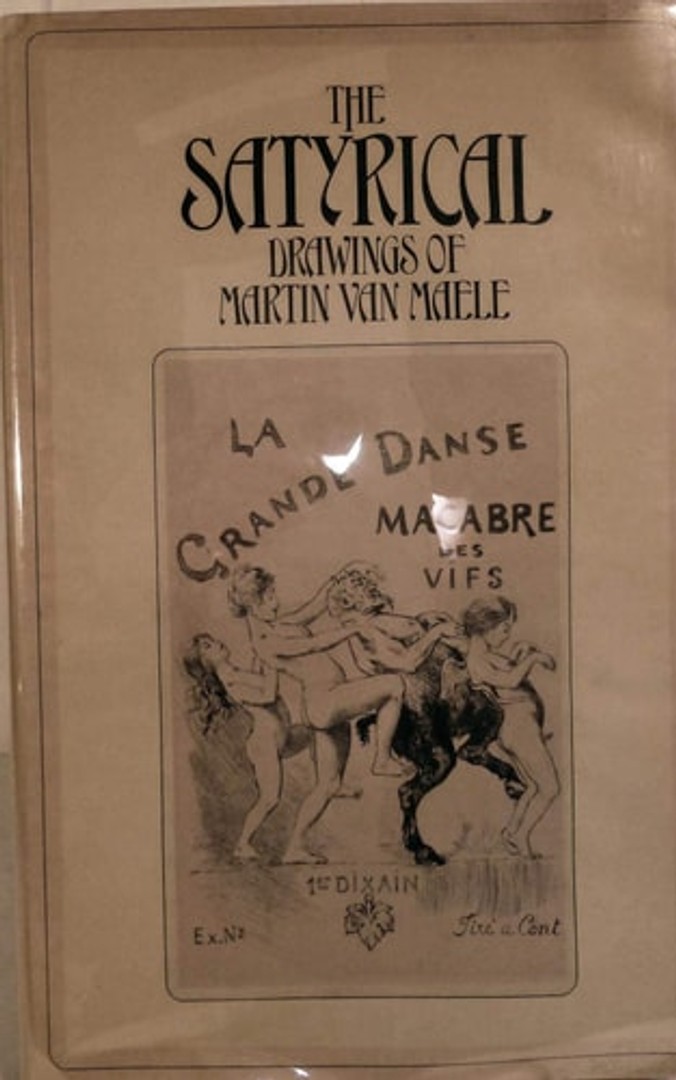 THE
SATYRICAL
DRAWINGS OF
MARTIN VAN MAELE
LA
GRANDE DANSE
MACABRE
DES
VIFS
1er DIXAIN
Ex. No
Tiré à Cent